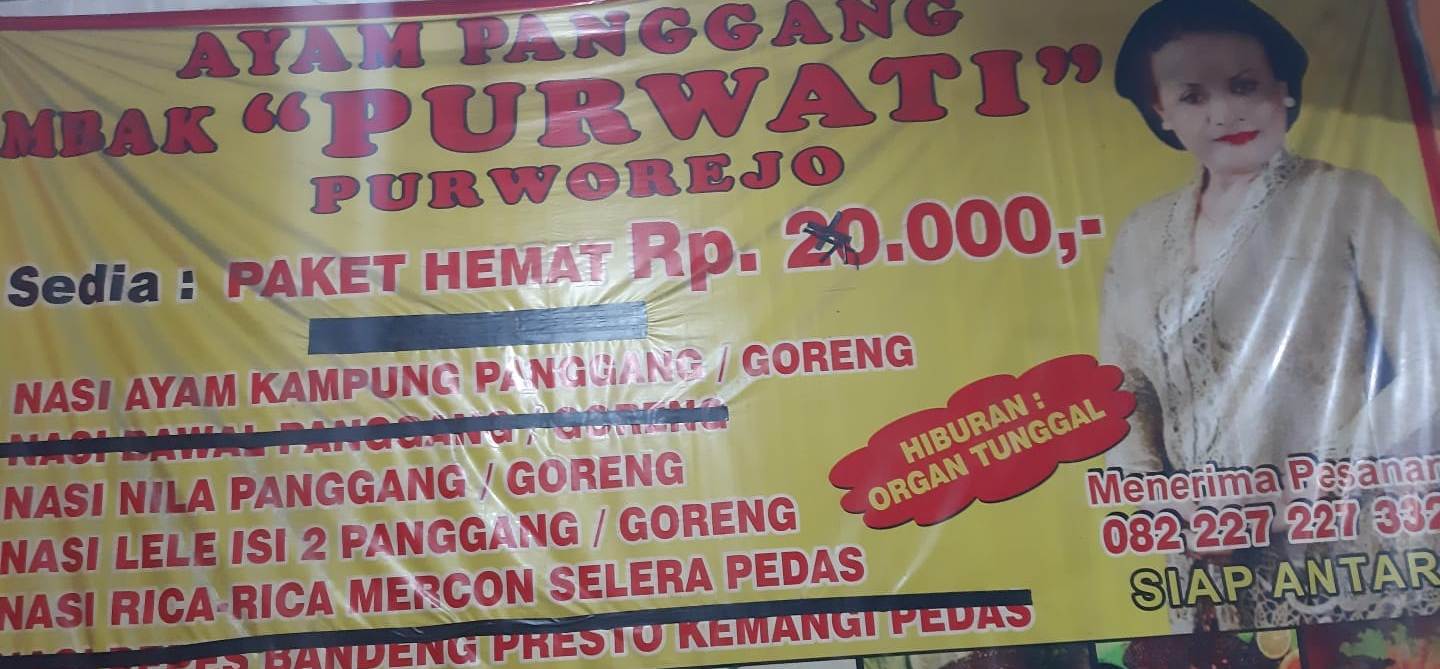 AYAM PANGGANG
MBAK "PURWATI"
PURWOREJO
Sedia : PAKET HEMAT Rp. 20.000,-
NASI AYAM KAMPUNG PANGGANG / GORENG
NASI BAWAL PANGGANG / GORENG
NASI NILA PANGGANG / GORENG
NASI LELE ISI 2 PANGGANG / GORENG
NASI RICA-RICA MERCON SELERA PEDAS
NASI PEPES BANDENG PRESTO KEMANGI PEDAS
HIBURAN :
ORGAN TUNGGAL
Menerima Pesanan
082 227 227 332
SIAP ANTAR